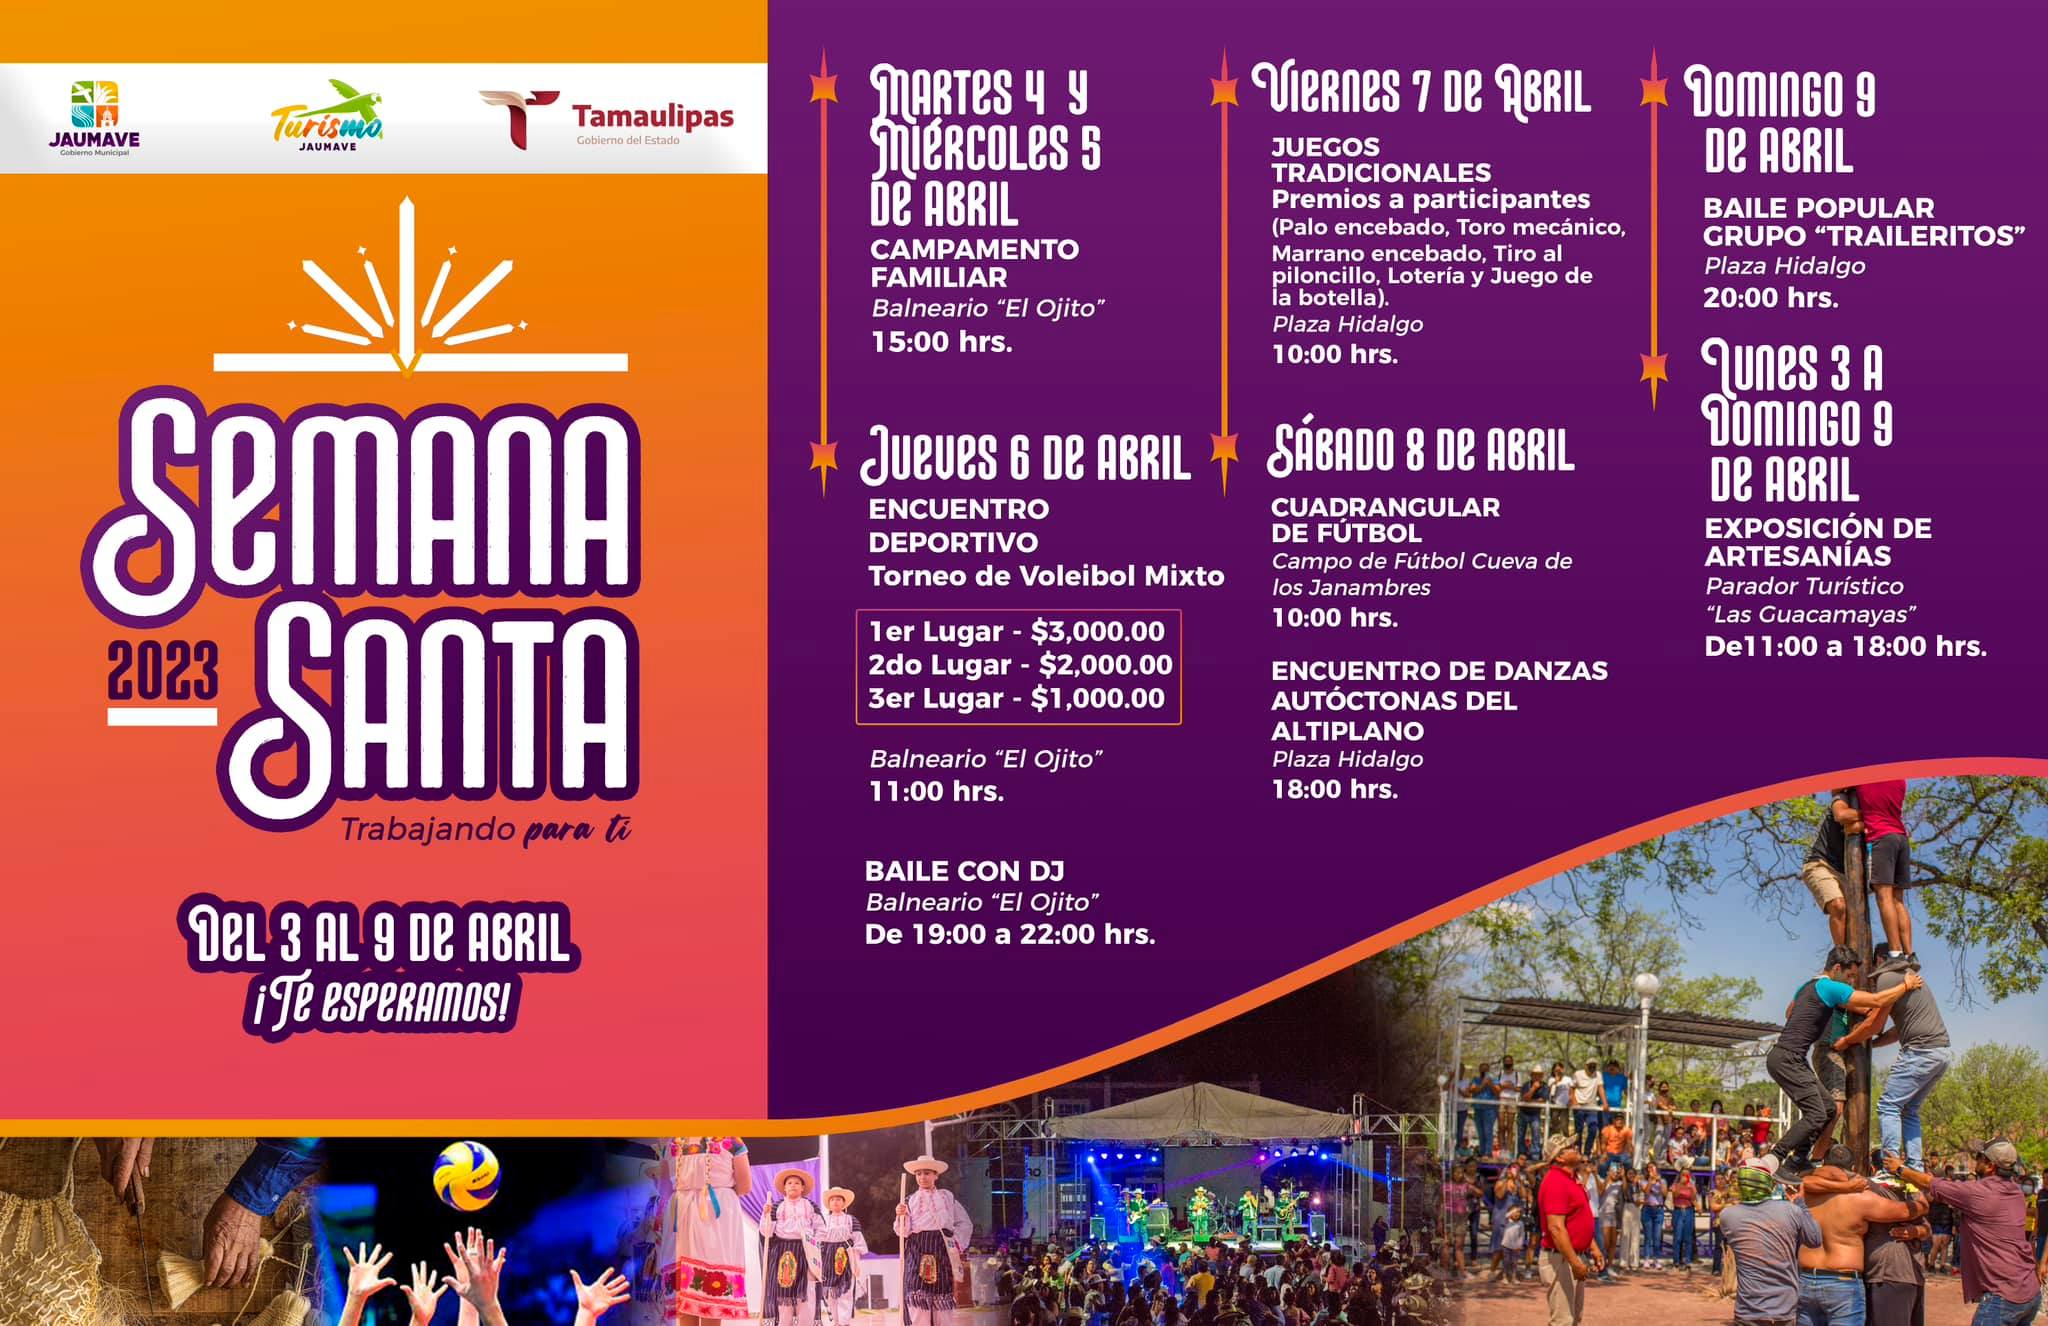 JAUMAVE
Gobierno Municipal
Turismo
JAUMAVE
Tamaulipas
Gobierno del Estado
Semana
2023
Santa
Trabajando para ti
Del 3 al 9 de Abril
¡Te esperamos!
Martes 4 y
Miércoles 5
de Abril
CAMPAMENTO
FAMILIAR
Balneario “El Ojito”
15:00 hrs.
Jueves 6 de Abril
ENCUENTRO
DEPORTIVO
Torneo de Voleibol Mixto
1er Lugar - $3,000.00
2do Lugar - $2,000.00
3er Lugar - $1,000.00
Balneario “El Ojito”
11:00 hrs.
BAILE CON DJ
Balneario “El Ojito”
De 19:00 a 22:00 hrs.
Viernes 7 de Abril
JUEGOS
TRADICIONALES
Premios a participantes
(Palo encebado, Toro mecánico,
Marrano encebado, Tiro al
piloncillo, Lotería y Juego de
la botella).
Plaza Hidalgo
10:00 hrs.
Sábado 8 de Abril
CUADRANGULAR
DE FÚTBOL
Campo de Fútbol Cueva de
los Janambres
10:00 hrs.
ENCUENTRO DE DANZAS
AUTÓCTONAS DEL
ALTIPLANO
Plaza Hidalgo
18:00 hrs.
Domingo 9
de Abril
BAILE POPULAR
GRUPO “TRAILERITOS”
Plaza Hidalgo
20:00 hrs.
Lunes 3 a
Domingo 9
de Abril
EXPOSICIÓN DE
ARTESANÍAS
Parador Turístico
“Las Guacamayas”
De11:00 a 18:00 hrs.